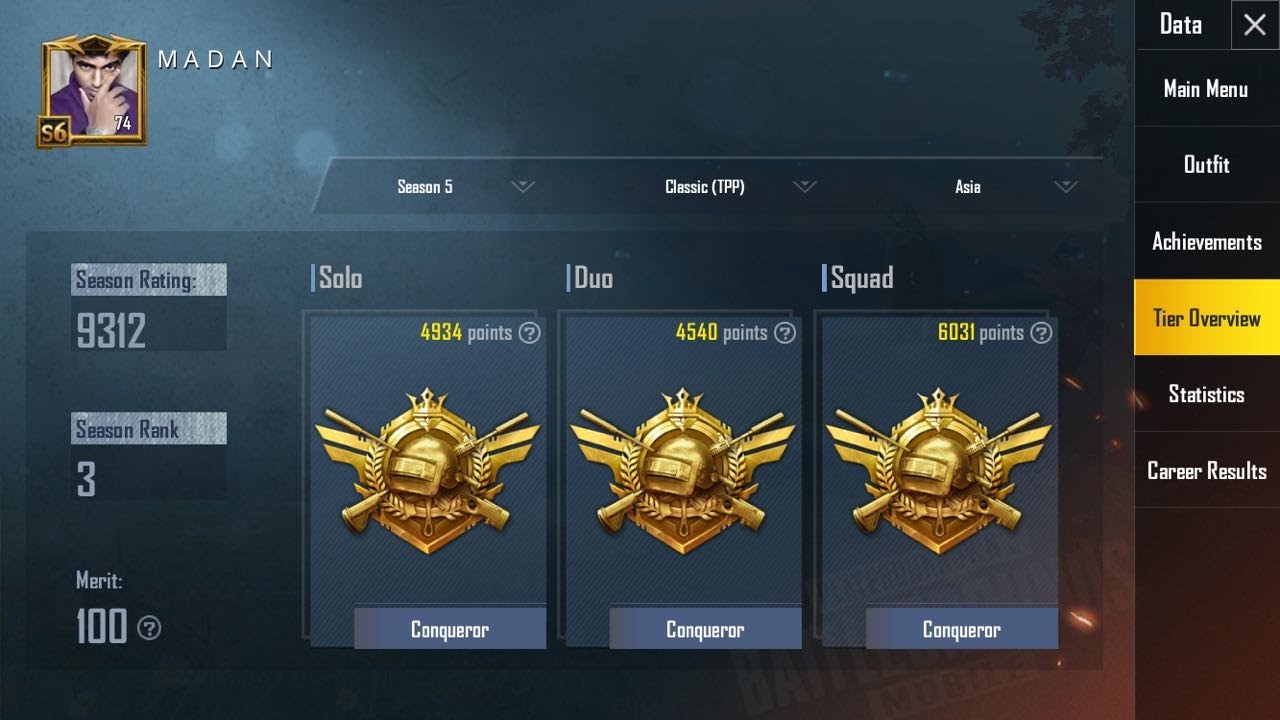 MADAN
74
S6
Data
Main Menu
Outfit
Achievements
Tier Overview
Statistics
Career Results
Season 5
Classic (TPP)
Asia
Season Rating:
9312
Season Rank
3
Merit:
100 ?
Solo
4934 points ?
Conqueror
Duo
4540 points ?
Conqueror
Squad
6031 points ?
Conqueror
BATTLEGROUNDS
MOBILE